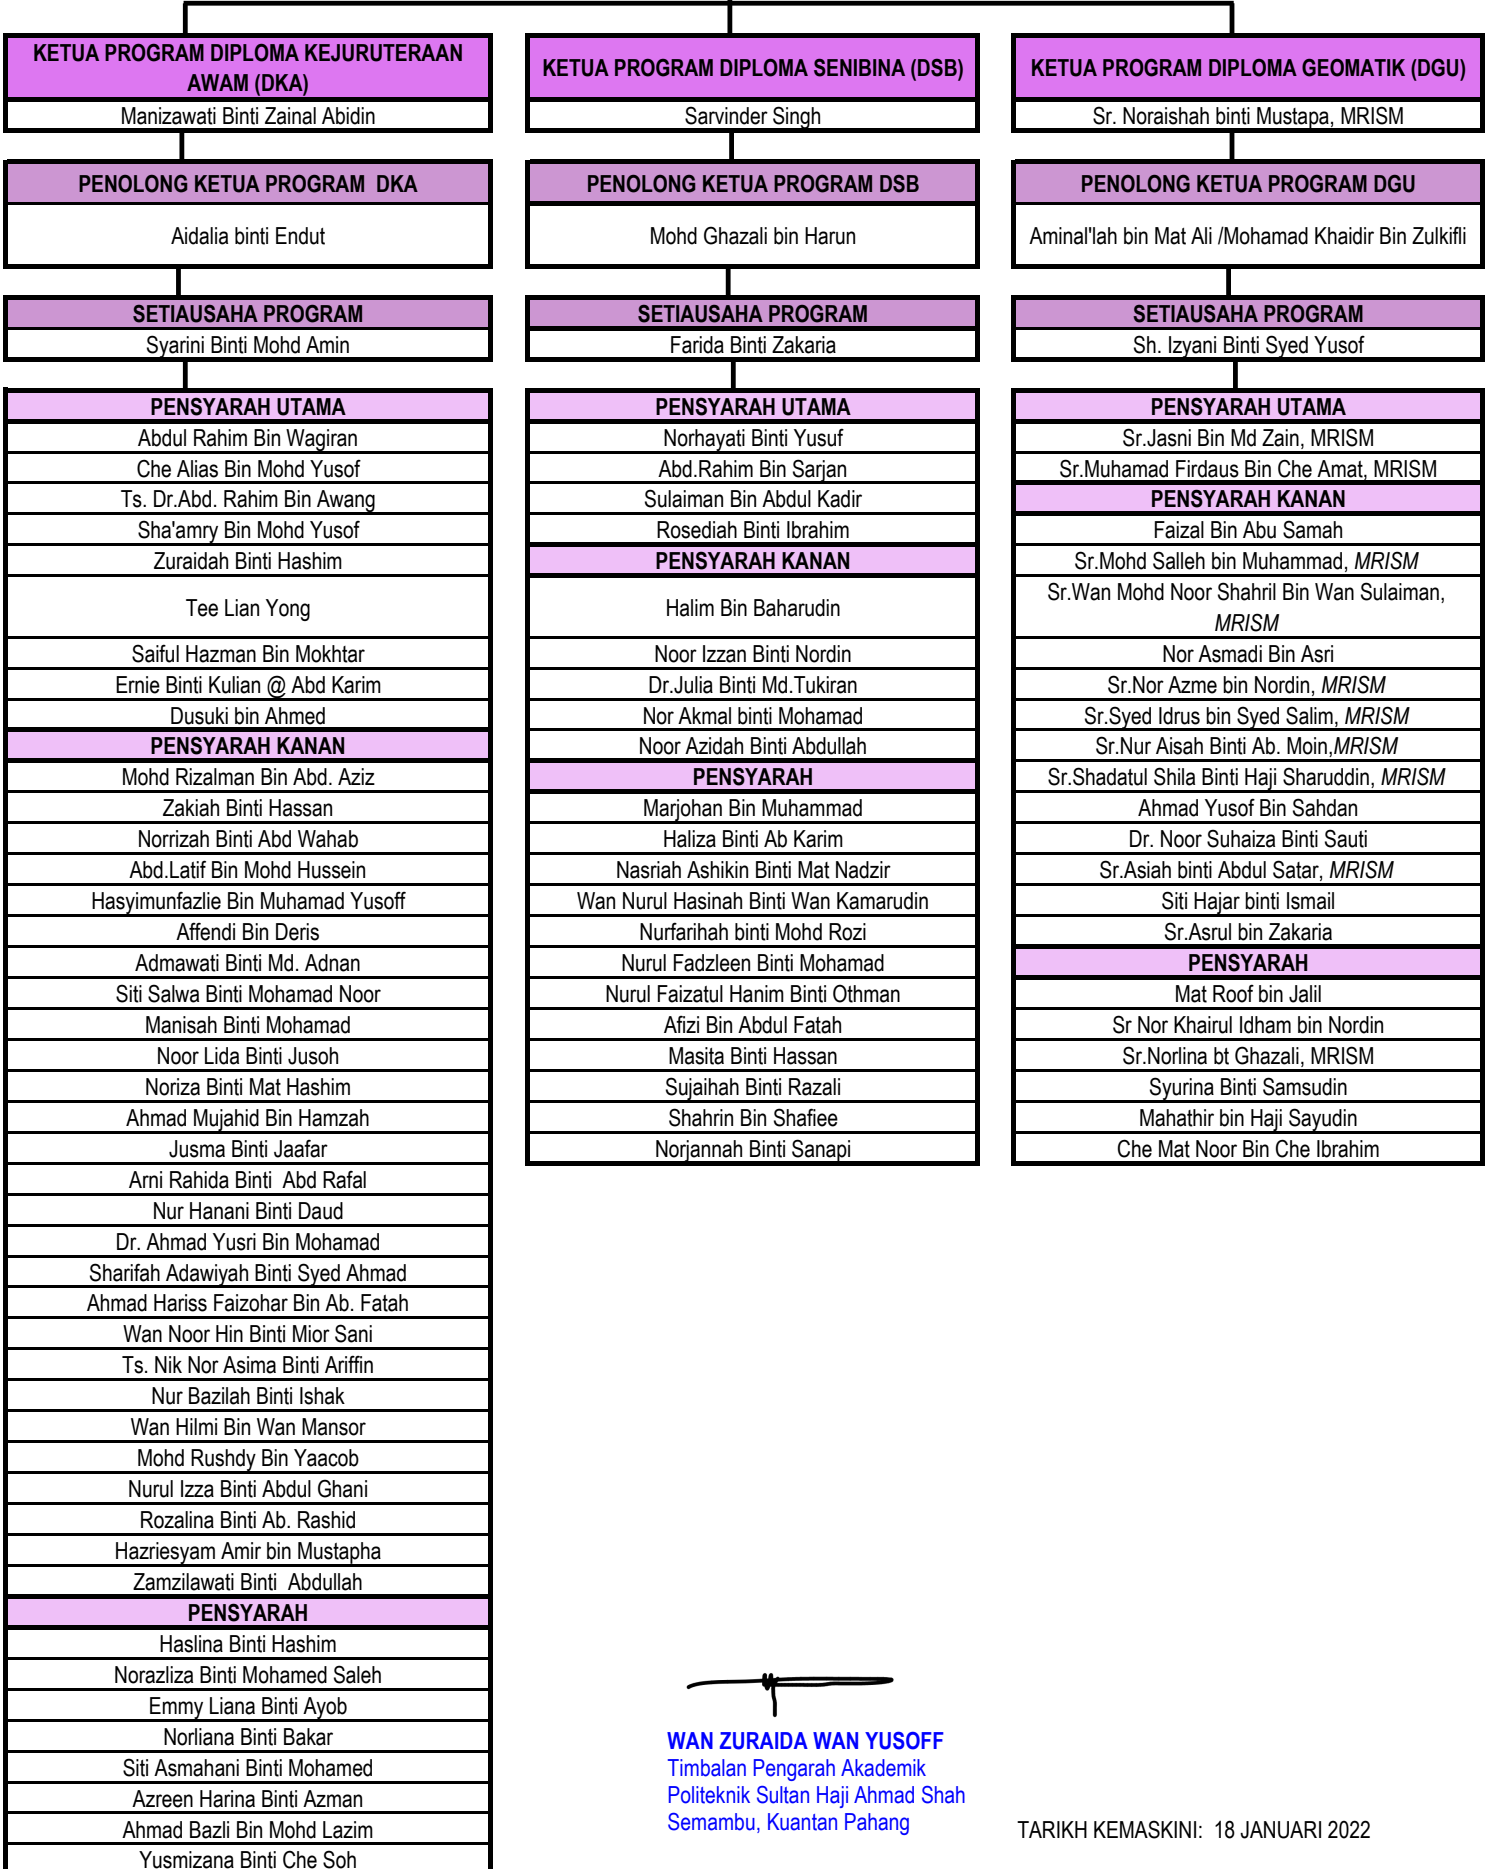 KETUA PROGRAM DIPLOMA KEJURUTERAAN
AWAM (DKA)
Manizawati Binti Zainal Abidin
PENOLONG KETUA PROGRAM  DKA
Aidalia binti Endut
SETIAUSAHA PROGRAM
Syarini Binti Mohd Amin
PENSYARAH UTAMA
Abdul Rahim Bin Wagiran
Che Alias Bin Mohd Yusof
Ts. Dr.Abd. Rahim Bin Awang
Sha'amry Bin Mohd Yusof
Zuraidah Binti Hashim
Tee Lian Yong
Saiful Hazman Bin Mokhtar
Ernie Binti Kulian @ Abd Karim
Dusuki bin Ahmed
PENSYARAH KANAN
Mohd Rizalman Bin Abd. Aziz
Zakiah Binti Hassan
Norrizah Binti Abd Wahab
Abd.Latif Bin Mohd Hussein
Hasyimunfazlie Bin Muhamad Yusoff
Affendi Bin Deris
Admawati Binti Md. Adnan
Siti Salwa Binti Mohamad Noor
Manisah Binti Mohamad
Noor Lida Binti Jusoh
Noriza Binti Mat Hashim
Ahmad Mujahid Bin Hamzah
Jusma Binti Jaafar
Arni Rahida Binti  Abd Rafal
Nur Hanani Binti Daud
Dr. Ahmad Yusri Bin Mohamad
Sharifah Adawiyah Binti Syed Ahmad
Ahmad Hariss Faizohar Bin Ab. Fatah
Wan Noor Hin Binti Mior Sani
Ts. Nik Nor Asima Binti Ariffin
Nur Bazilah Binti Ishak
Wan Hilmi Bin Wan Mansor
Mohd Rushdy Bin Yaacob
Nurul Izza Binti Abdul Ghani
Rozalina Binti Ab. Rashid
Hazriesyam Amir bin Mustapha
Zamzilawati Binti  Abdullah
PENSYARAH
Haslina Binti Hashim
Norazliza Binti Mohamed Saleh
Emmy Liana Binti Ayob
Norliana Binti Bakar
Siti Asmahani Binti Mohamed
Azreen Harina Binti Azman
Ahmad Bazli Bin Mohd Lazim
Yusmizana Binti Che Soh
KETUA PROGRAM DIPLOMA SENIBINA (DSB)
Sarvinder Singh
PENOLONG KETUA PROGRAM DSB
Mohd Ghazali bin Harun
SETIAUSAHA PROGRAM
Farida Binti Zakaria
PENSYARAH UTAMA
Norhayati Binti Yusuf
Abd.Rahim Bin Sarjan
Sulaiman Bin Abdul Kadir
Rosediah Binti Ibrahim
PENSYARAH KANAN
Halim Bin Baharudin
Noor Izzan Binti Nordin
Dr.Julia Binti Md.Tukiran
Nor Akmal binti Mohamad
Noor Azidah Binti Abdullah
PENSYARAH
Marjohan Bin Muhammad
Haliza Binti Ab Karim
Nasriah Ashikin Binti Mat Nadzir
Wan Nurul Hasinah Binti Wan Kamarudin
Nurfarihah binti Mohd Rozi
Nurul Fadzleen Binti Mohamad
Nurul Faizatul Hanim Binti Othman
Afizi Bin Abdul Fatah
Masita Binti Hassan
Sujaihah Binti Razali
Shahrin Bin Shafiee
Norjannah Binti Sanapi
KETUA PROGRAM DIPLOMA GEOMATIK (DGU)
Sr. Noraishah binti Mustapa, MRISM
PENOLONG KETUA PROGRAM DGU
Aminal'lah bin Mat Ali /Mohamad Khaidir Bin Zulkifli
SETIAUSAHA PROGRAM
Sh. Izyani Binti Syed Yusof
PENSYARAH UTAMA
Sr.Jasni Bin Md Zain, MRISM
Sr.Muhamad Firdaus Bin Che Amat, MRISM
PENSYARAH KANAN
Faizal Bin Abu Samah
Sr.Mohd Salleh bin Muhammad, MRISM
Sr.Wan Mohd Noor Shahril Bin Wan Sulaiman,
MRISM
Nor Asmadi Bin Asri
Sr.Nor Azme bin Nordin, MRISM
Sr.Syed Idrus bin Syed Salim, MRISM
Sr.Nur Aisah Binti Ab. Moin,MRISM
Sr.Shadatul Shila Binti Haji Sharuddin, MRISM
Ahmad Yusof Bin Sahdan
Dr. Noor Suhaiza Binti Sauti
Sr.Asiah binti Abdul Satar, MRISM
Siti Hajar binti Ismail
Sr.Asrul bin Zakaria
PENSYARAH
Mat Roof bin Jalil
Sr Nor Khairul Idham bin Nordin
Sr.Norlina bt Ghazali, MRISM
Syurina Binti Samsudin
Mahathir bin Haji Sayudin
Che Mat Noor Bin Che Ibrahim
WAN ZURAIDA WAN YUSOFF
Timbalan Pengarah Akademik
Politeknik Sultan Haji Ahmad Shah
Semambu, Kuantan Pahang
TARIKH KEMASKINI:  18 JANUARI 2022